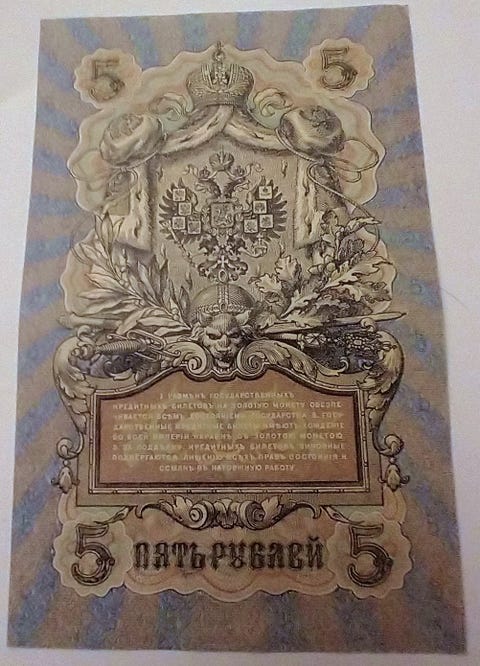 5 5
1 РАЗМѢНЪ ГОСУДАРСТВЕННЫХЪ
КРЕДИТНЫХЪ БИЛЕТОВЪ НА ЗОЛОТУЮ МОНЕТУ ОБЕЗПЕ-
ЧИВАЕТСЯ ВСѢМЪ ДОСТОЯНІЕМЪ ГОСУДАРСТВА 2. ГОСУ-
ДАРСТВЕННЫЕ КРЕДИТНЫЕ БИЛЕТЫ ИМѢЮТЪ ХОЖДЕНІЕ
ВО ВСЕЙ ИМПЕРІИ НАРАВНѢ СЪ ЗОЛОТОЮ МОНЕТОЮ
3. ЗА ПОДДѢЛКУ КРЕДИТНЫХЪ БИЛЕТОВЪ ВИНОВНЫЕ
ПОДВЕРГАЮТСЯ ЛИШЕНІЮ ВСѢХЪ ПРАВЪ СОСТОЯНІЯ И
ССЫЛКѢ ВЪ КАТОРЖНУЮ РАБОТУ
5 ПЯТЬ РУБЛЕЙ 5